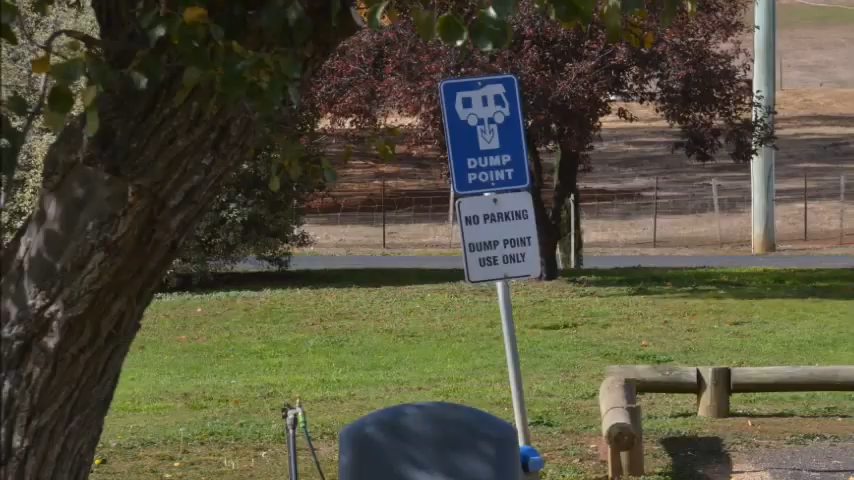 DUMP
POINT
NO PARKING
DUMP POINT
USE ONLY